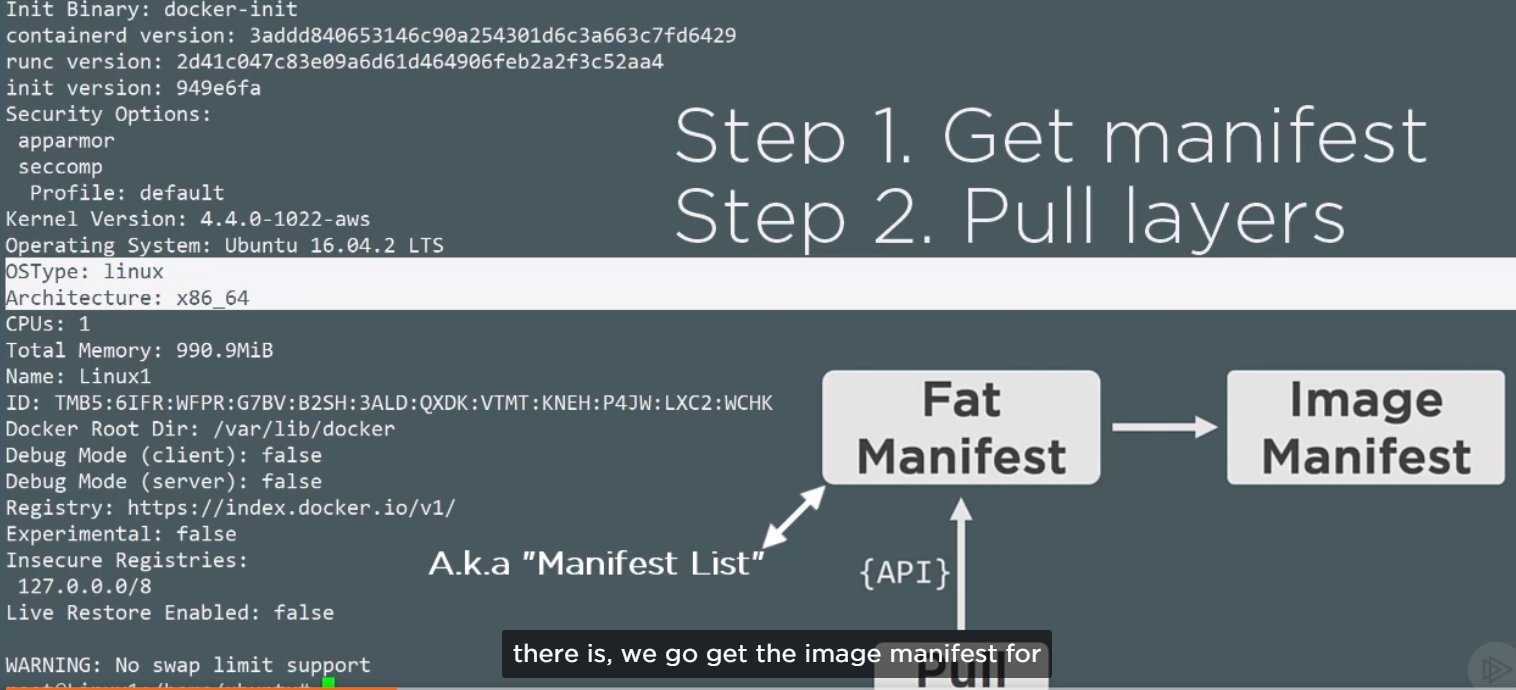 Init Binary: docker-init
containerd version: 3addd840653146c90a254301d6c3a663c7fd6429
runc version: 2d41c047c83e09a6d61d464906feb2a2f3c52aa4
init version: 949e6fa
Security Options:
apparmor
seccomp
Profile: default
Kernel Version: 4.4.0-1022-aws
Operating System: Ubuntu 16.04.2 LTS
OSType: linux
Architecture: x86_64
CPUs: 1
Total Memory: 990.9MiB
Name: Linux1
ID: TMB5:6IFR:WFPR:G7BV:B2SH:3ALD:QXDK:VTMT:KNEH:P4JW:LXC2:WCHK
Docker Root Dir: /var/lib/docker
Debug Mode (client): false
Debug Mode (server): false
Registry: https://index.docker.io/v1/
Experimental: false
Insecure Registries:
127.0.0.0/8
Live Restore Enabled: false
WARNING: No swap limit support
Step 1. Get manifest
Step 2. Pull layers
Fat
Manifest
Image
Manifest
A.k.a "Manifest List"
{API}
Pull
there is, we go get the image manifest for